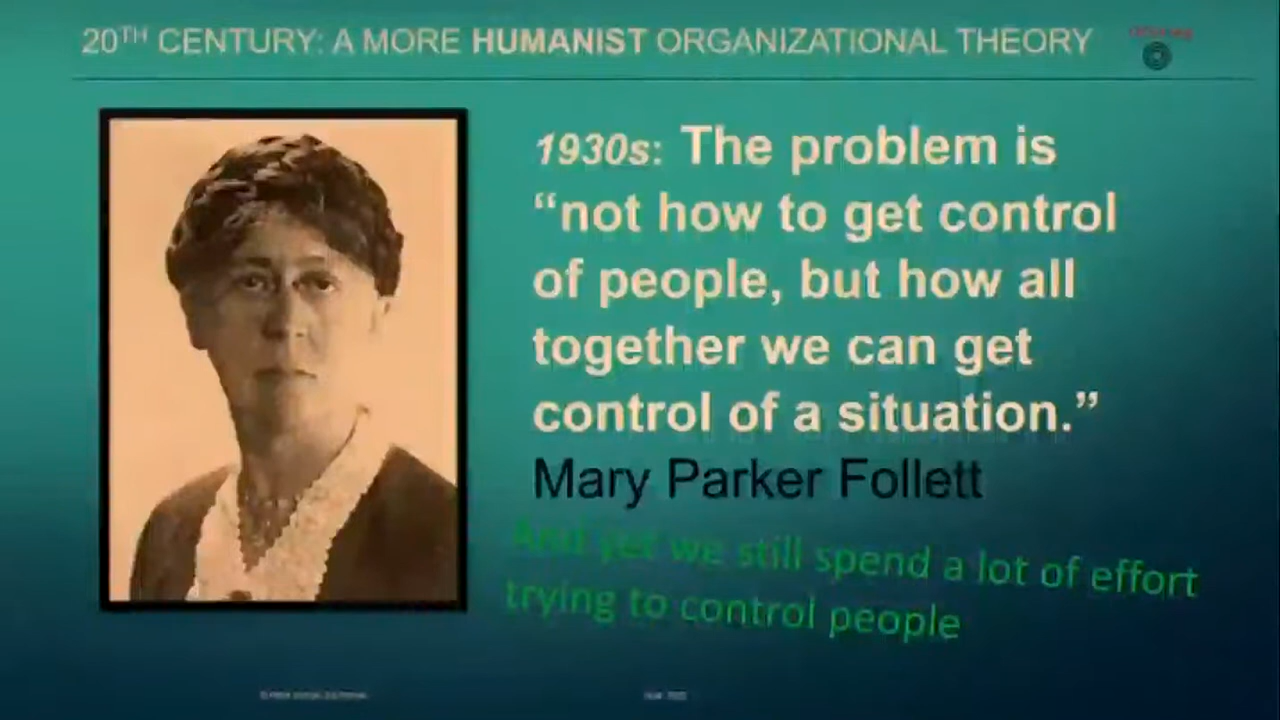 20TH CENTURY: A MORE HUMANIST ORGANIZATIONAL THEORY
1930s: The problem is
“not how to get control
of people, but how all
together we can get
control of a situation.”
Mary Parker Follett
And yet we still spend a lot of effort
trying to control people